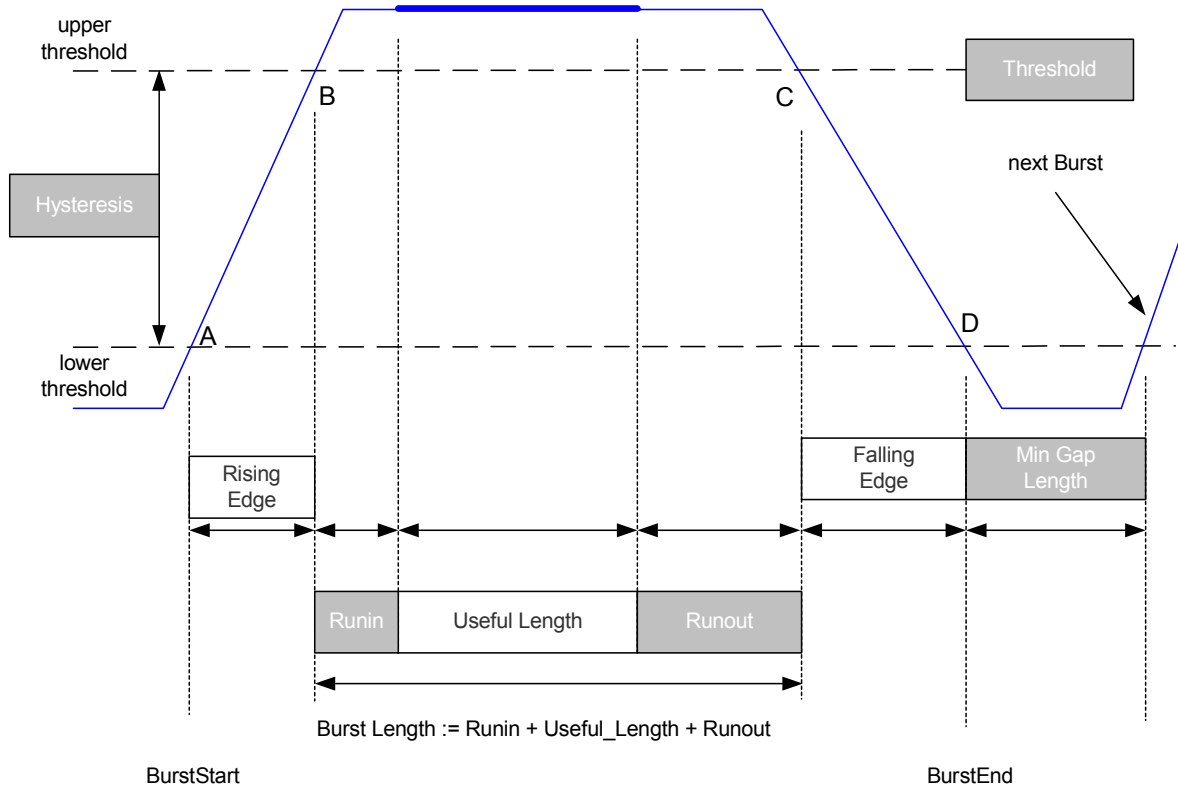 upper
threshold
Threshold
B
C
next Burst
Hysteresis
A
D
lower
threshold
Rising
Edge
Falling
Edge
Min Gap
Length
Runin
Useful Length
Runout
Burst Length := Runin + Useful_Length + Runout
BurstStart
BurstEnd